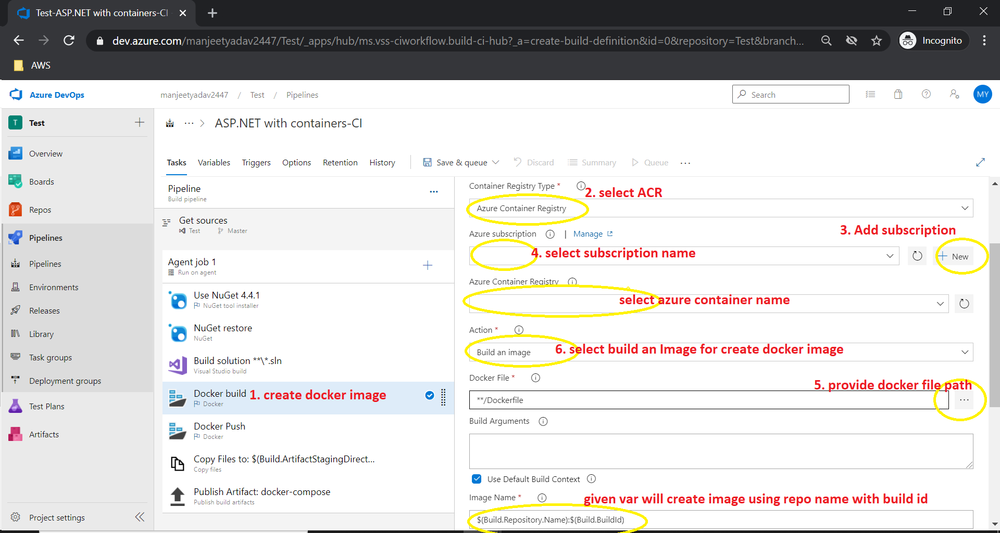 Test-ASP.NET with containers-CI
dev.azure.com/manjeetyadav2447/Test/_apps/hub/ms.vss-ciworkflow.build-ci-hub?_a=create-build-definition&id=0&repository=Test&branch...
Incognito
AWS
Azure DevOps
manjeetyadav2447 / Test / Pipelines
Search
MY
T Test
Overview
Boards
Repos
Pipelines
Pipelines
Environments
Releases
Library
Task groups
Deployment groups
Test Plans
Artifacts
Project settings
... > ASP.NET with containers-CI
Tasks Variables Triggers Options Retention History Save & queue Discard Summary Queue ...
Pipeline
Build pipeline
Get sources
Test Master
Agent job 1
Run on agent
Use NuGet 4.4.1
NuGet tool installer
NuGet restore
NuGet
Build solution **\*.sln
Visual Studio build
Docker build 1. create docker image
Docker
Docker Push
Docker
Copy Files to: $(Build.ArtifactStagingDirect...
Copy files
Publish Artifact: docker-compose
Publish build artifacts
Container Registry Type *
2. select ACR
Azure Container Registry
3. Add subscription
Azure subscription | Manage
4. select subscription name
New
Azure Container Registry
select azure container name
Action *
Build an image
6. select build an Image for create docker image
Docker File *
5. provide docker file path
**/Dockerfile
...
Build Arguments
Use Default Build Context
Image Name *
given var will create image using repo name with build id
$(Build.Repository.Name):$(Build.BuildId)